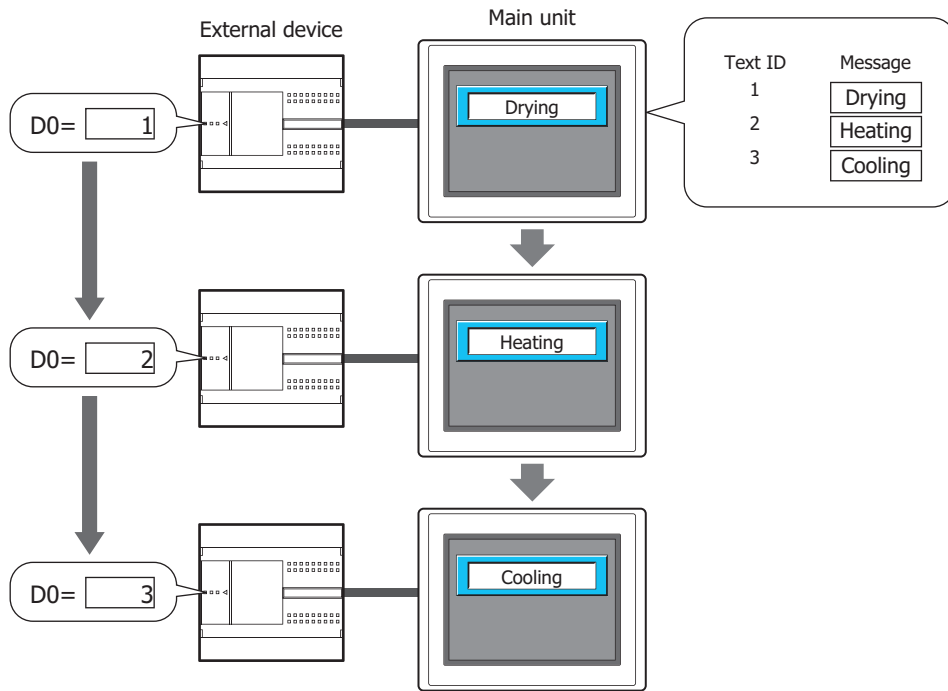 External device
Main unit
Text ID Message
1 Drying
2 Heating
3 Cooling
D0= 1
Drying
D0= 2
Heating
D0= 3
Cooling